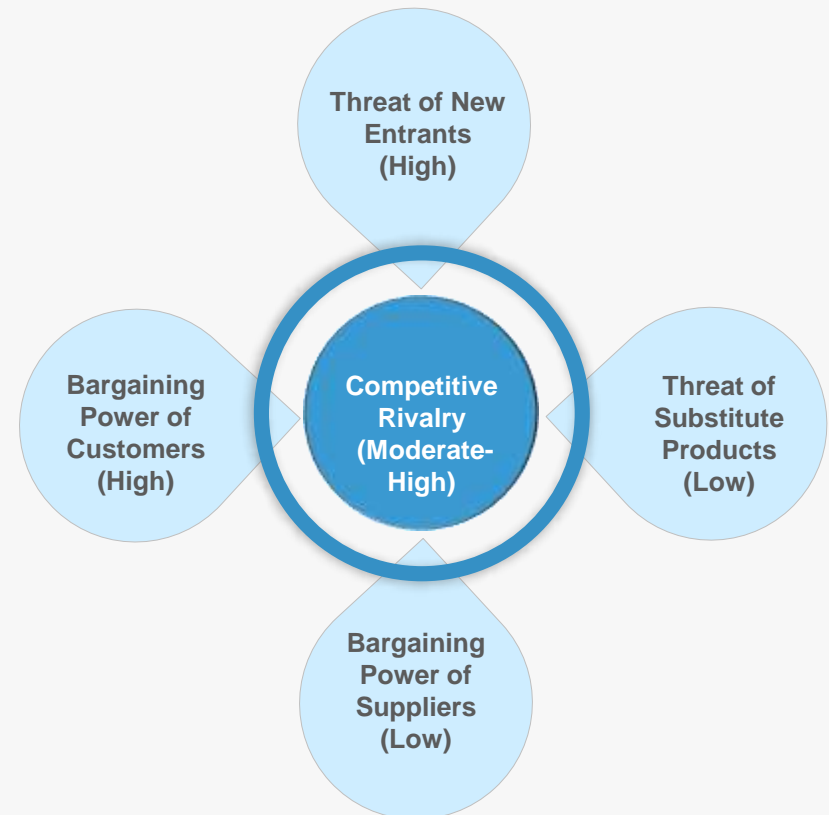 Threat of New
Entrants
(High)
Bargaining
Power of
Customers
(High)
Competitive
Rivalry
(Moderate-
High)
Threat of
Substitute
Products
(Low)
Bargaining
Power of
Suppliers
(Low)